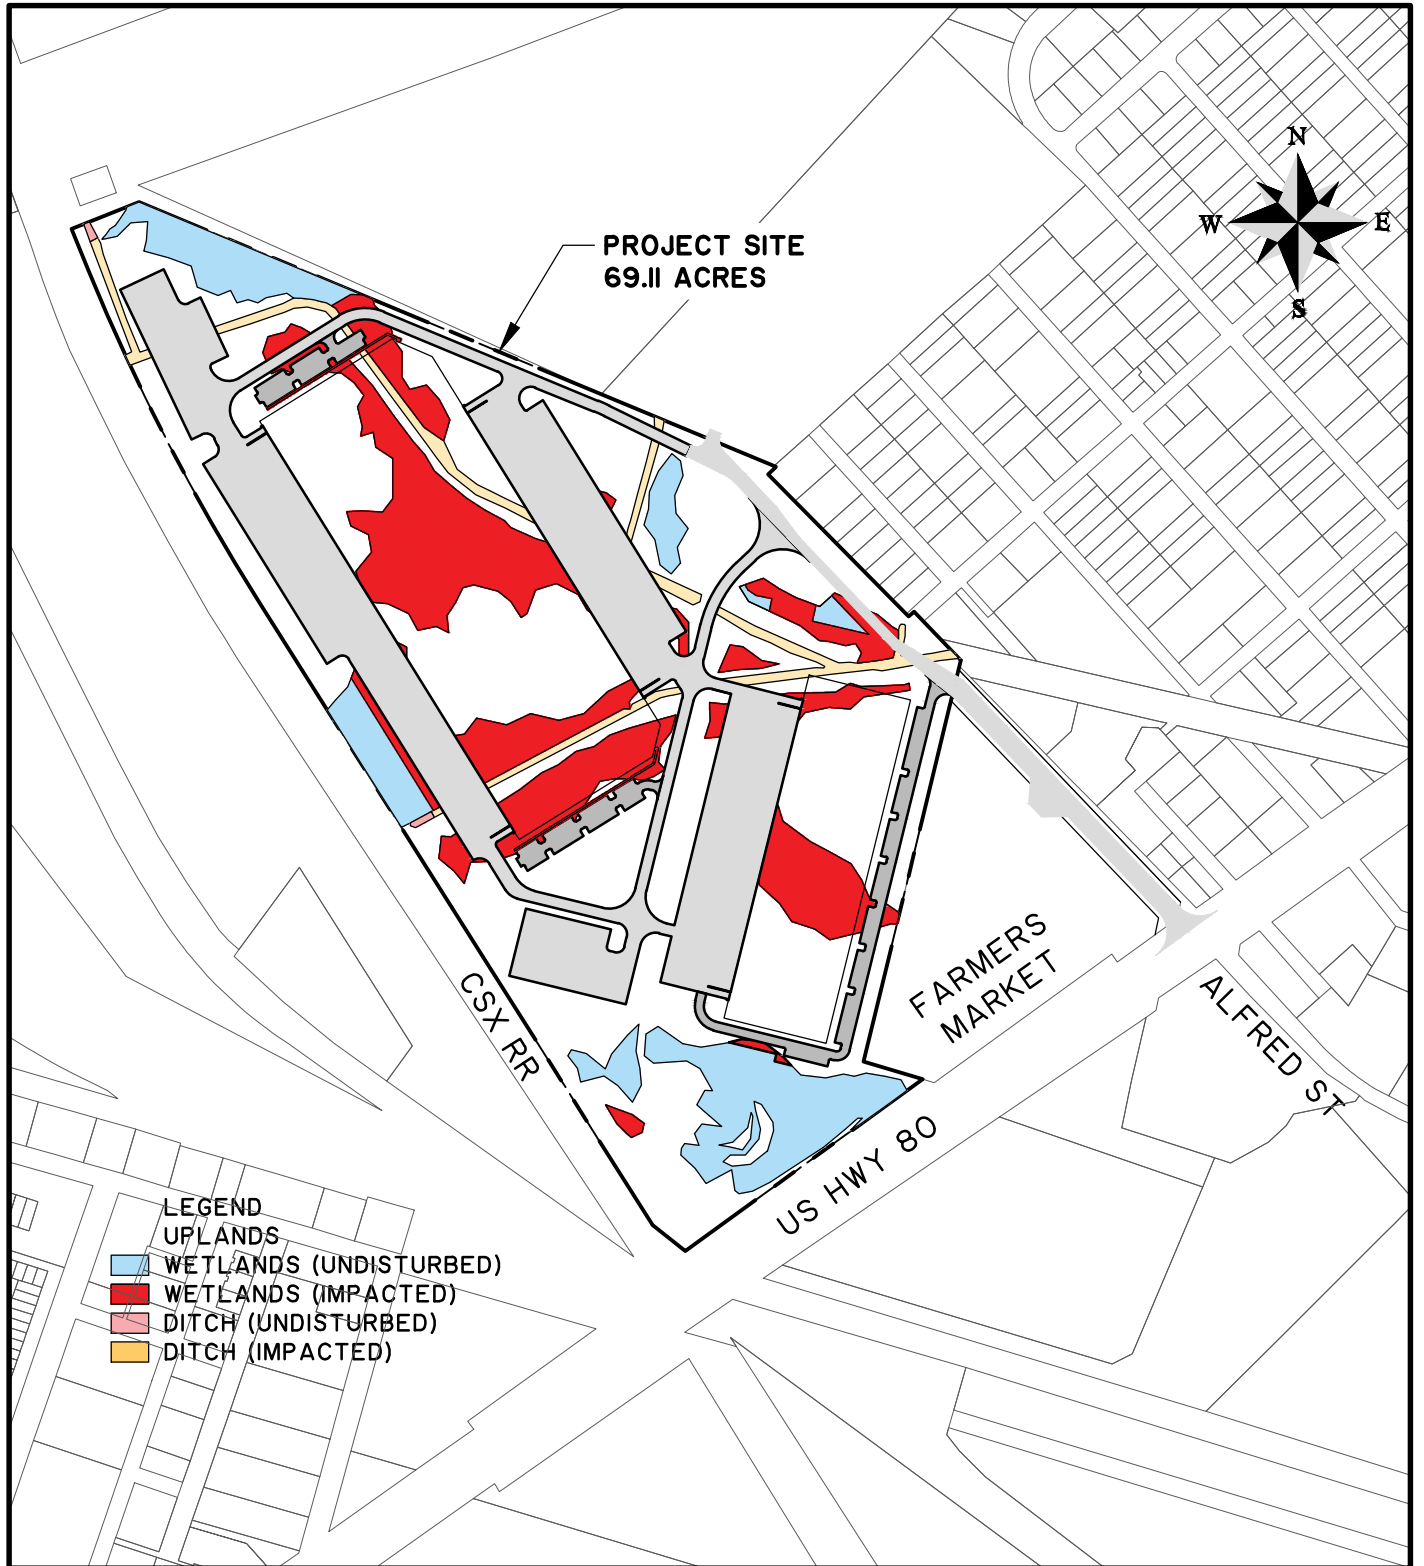 N
W
E
S
PROJECT SITE
69.11 ACRES
FARMERS
MARKET
CSX RR
ALFRED ST
US HWY 80
LEGEND
UPLANDS
WETLANDS (UNDISTURBED)
WETLANDS (IMPACTED)
DITCH (UNDISTURBED)
DITCH (IMPACTED)